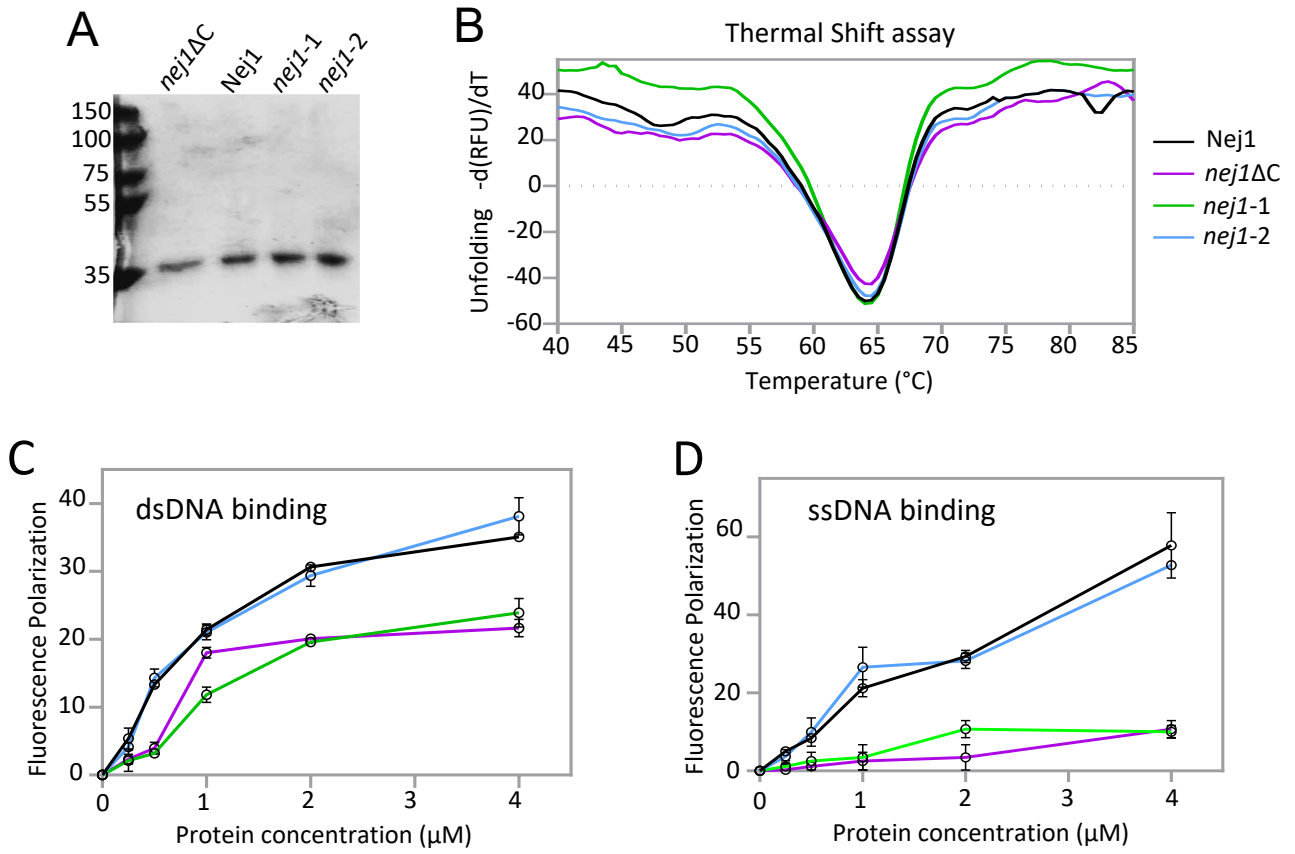 A
nej1ΔC Nej1 nej1-1 nej1-2
150
100
75
55
35
B
Thermal Shift assay
Unfolding -d(RFU)/dT
40
20
0
-20
-40
-60
40 45 50 55 60 65 70 75 80 85
Temperature (°C)
Nej1
nej1ΔC
nej1-1
nej1-2
C
dsDNA binding
Fluorescence Polarization
40
30
20
10
0
0 1 2 3 4
Protein concentration (μM)
D
ssDNA binding
Fluorescence Polarization
60
40
20
0
0 1 2 3 4
Protein concentration (μM)